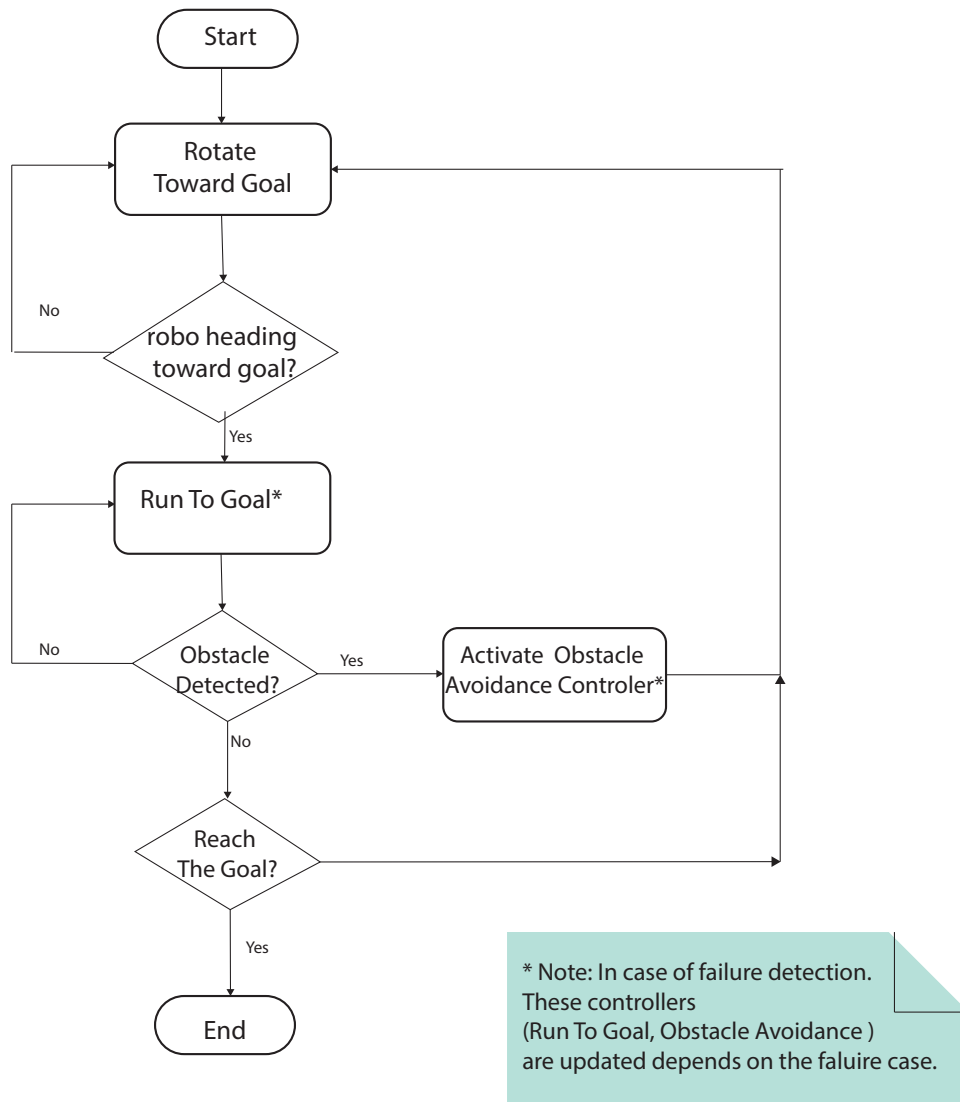 Start
Rotate
Toward Goal
No
robo heading
toward goal?
Yes
Run To Goal*
No
Obstacle
Detected?
Yes
Activate Obstacle
Avoidance Controler*
No
Reach
The Goal?
Yes
End
* Note: In case of failure detection.
These controllers
(Run To Goal, Obstacle Avoidance )
are updated depends on the faluire case.